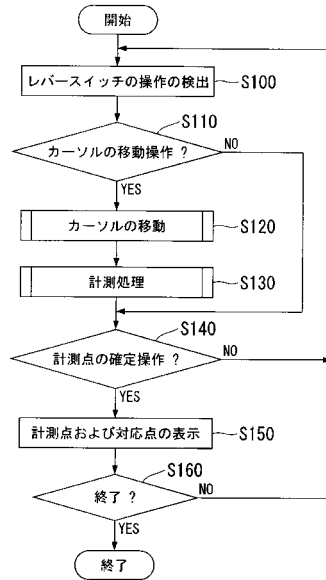 開始
レバースイッチの操作の検出
S100
カーソルの移動操作 ?
S110
NO
YES
カーソルの移動
S120
計測処理
S130
計測点の確定操作 ?
S140
NO
YES
計測点および対応点の表示
S150
終了 ?
S160
NO
YES
終了